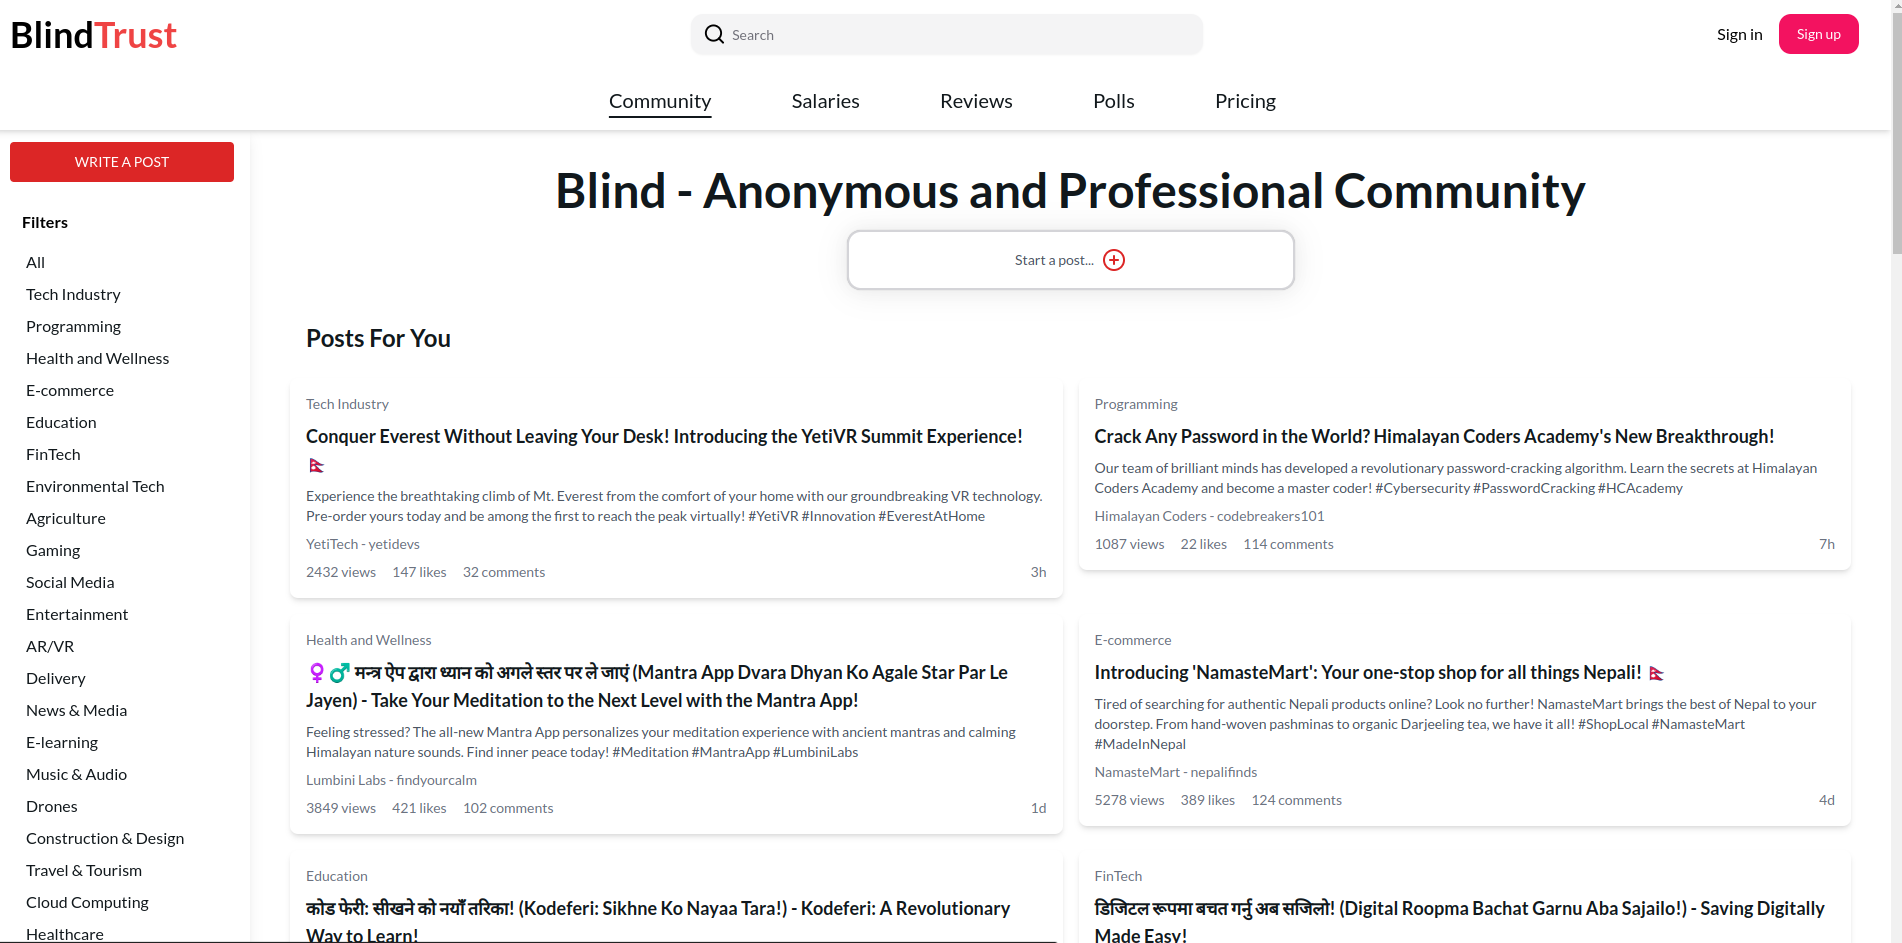 BlindTrust
Search
Sign in
Sign up
Community
Salaries
Reviews
Polls
Pricing
WRITE A POST
Filters
All
Tech Industry
Programming
Health and Wellness
E-commerce
Education
FinTech
Environmental Tech
Agriculture
Gaming
Social Media
Entertainment
AR/VR
Delivery
News & Media
E-learning
Music & Audio
Drones
Construction & Design
Travel & Tourism
Cloud Computing
Healthcare
Blind - Anonymous and Professional Community
Start a post...
Posts For You
Tech Industry
Conquer Everest Without Leaving Your Desk! Introducing the YetiVR Summit Experience!
🇳🇵
Experience the breathtaking climb of Mt. Everest from the comfort of your home with our groundbreaking VR technology.
Pre-order yours today and be among the first to reach the peak virtually! #YetiVR #Innovation #EverestAtHome
YetiTech - yetidevs
2432 views 147 likes 32 comments 3h
Programming
Crack Any Password in the World? Himalayan Coders Academy's New Breakthrough!
Our team of brilliant minds has developed a revolutionary password-cracking algorithm. Learn the secrets at Himalayan
Coders Academy and become a master coder! #Cybersecurity #PasswordCracking #HCAcademy
Himalayan Coders - codebreakers101
1087 views 22 likes 114 comments 7h
Health and Wellness
♀️♂️ मन्त्र ऐप द्वारा ध्यान को अगले स्तर पर ले जाएं (Mantra App Dvara Dhyan Ko Agale Star Par Le
Jayen) - Take Your Meditation to the Next Level with the Mantra App!
Feeling stressed? The all-new Mantra App personalizes your meditation experience with ancient mantras and calming
Himalayan nature sounds. Find inner peace today! #Meditation #MantraApp #LumbiniLabs
Lumbini Labs - findyourcalm
3849 views 421 likes 102 comments 1d
E-commerce
Introducing 'NamasteMart': Your one-stop shop for all things Nepali! 🇳🇵
Tired of searching for authentic Nepali products online? Look no further! NamasteMart brings the best of Nepal to your
doorstep. From hand-woven pashminas to organic Darjeeling tea, we have it all! #ShopLocal #NamasteMart
#MadeInNepal
NamasteMart - nepalifinds
5278 views 389 likes 124 comments 4d
Education
कोड फेरी: सीखने को नयाँ तरिका! (Kodeferi: Sikhne Ko Nayaa Tara!) - Kodeferi: A Revolutionary
Way to Learn!
FinTech
डिजिटल रूपमा बचत गर्नु अब सजिलो! (Digital Roopma Bachat Garnu Aba Sajailo!) - Saving Digitally
Made Easy!